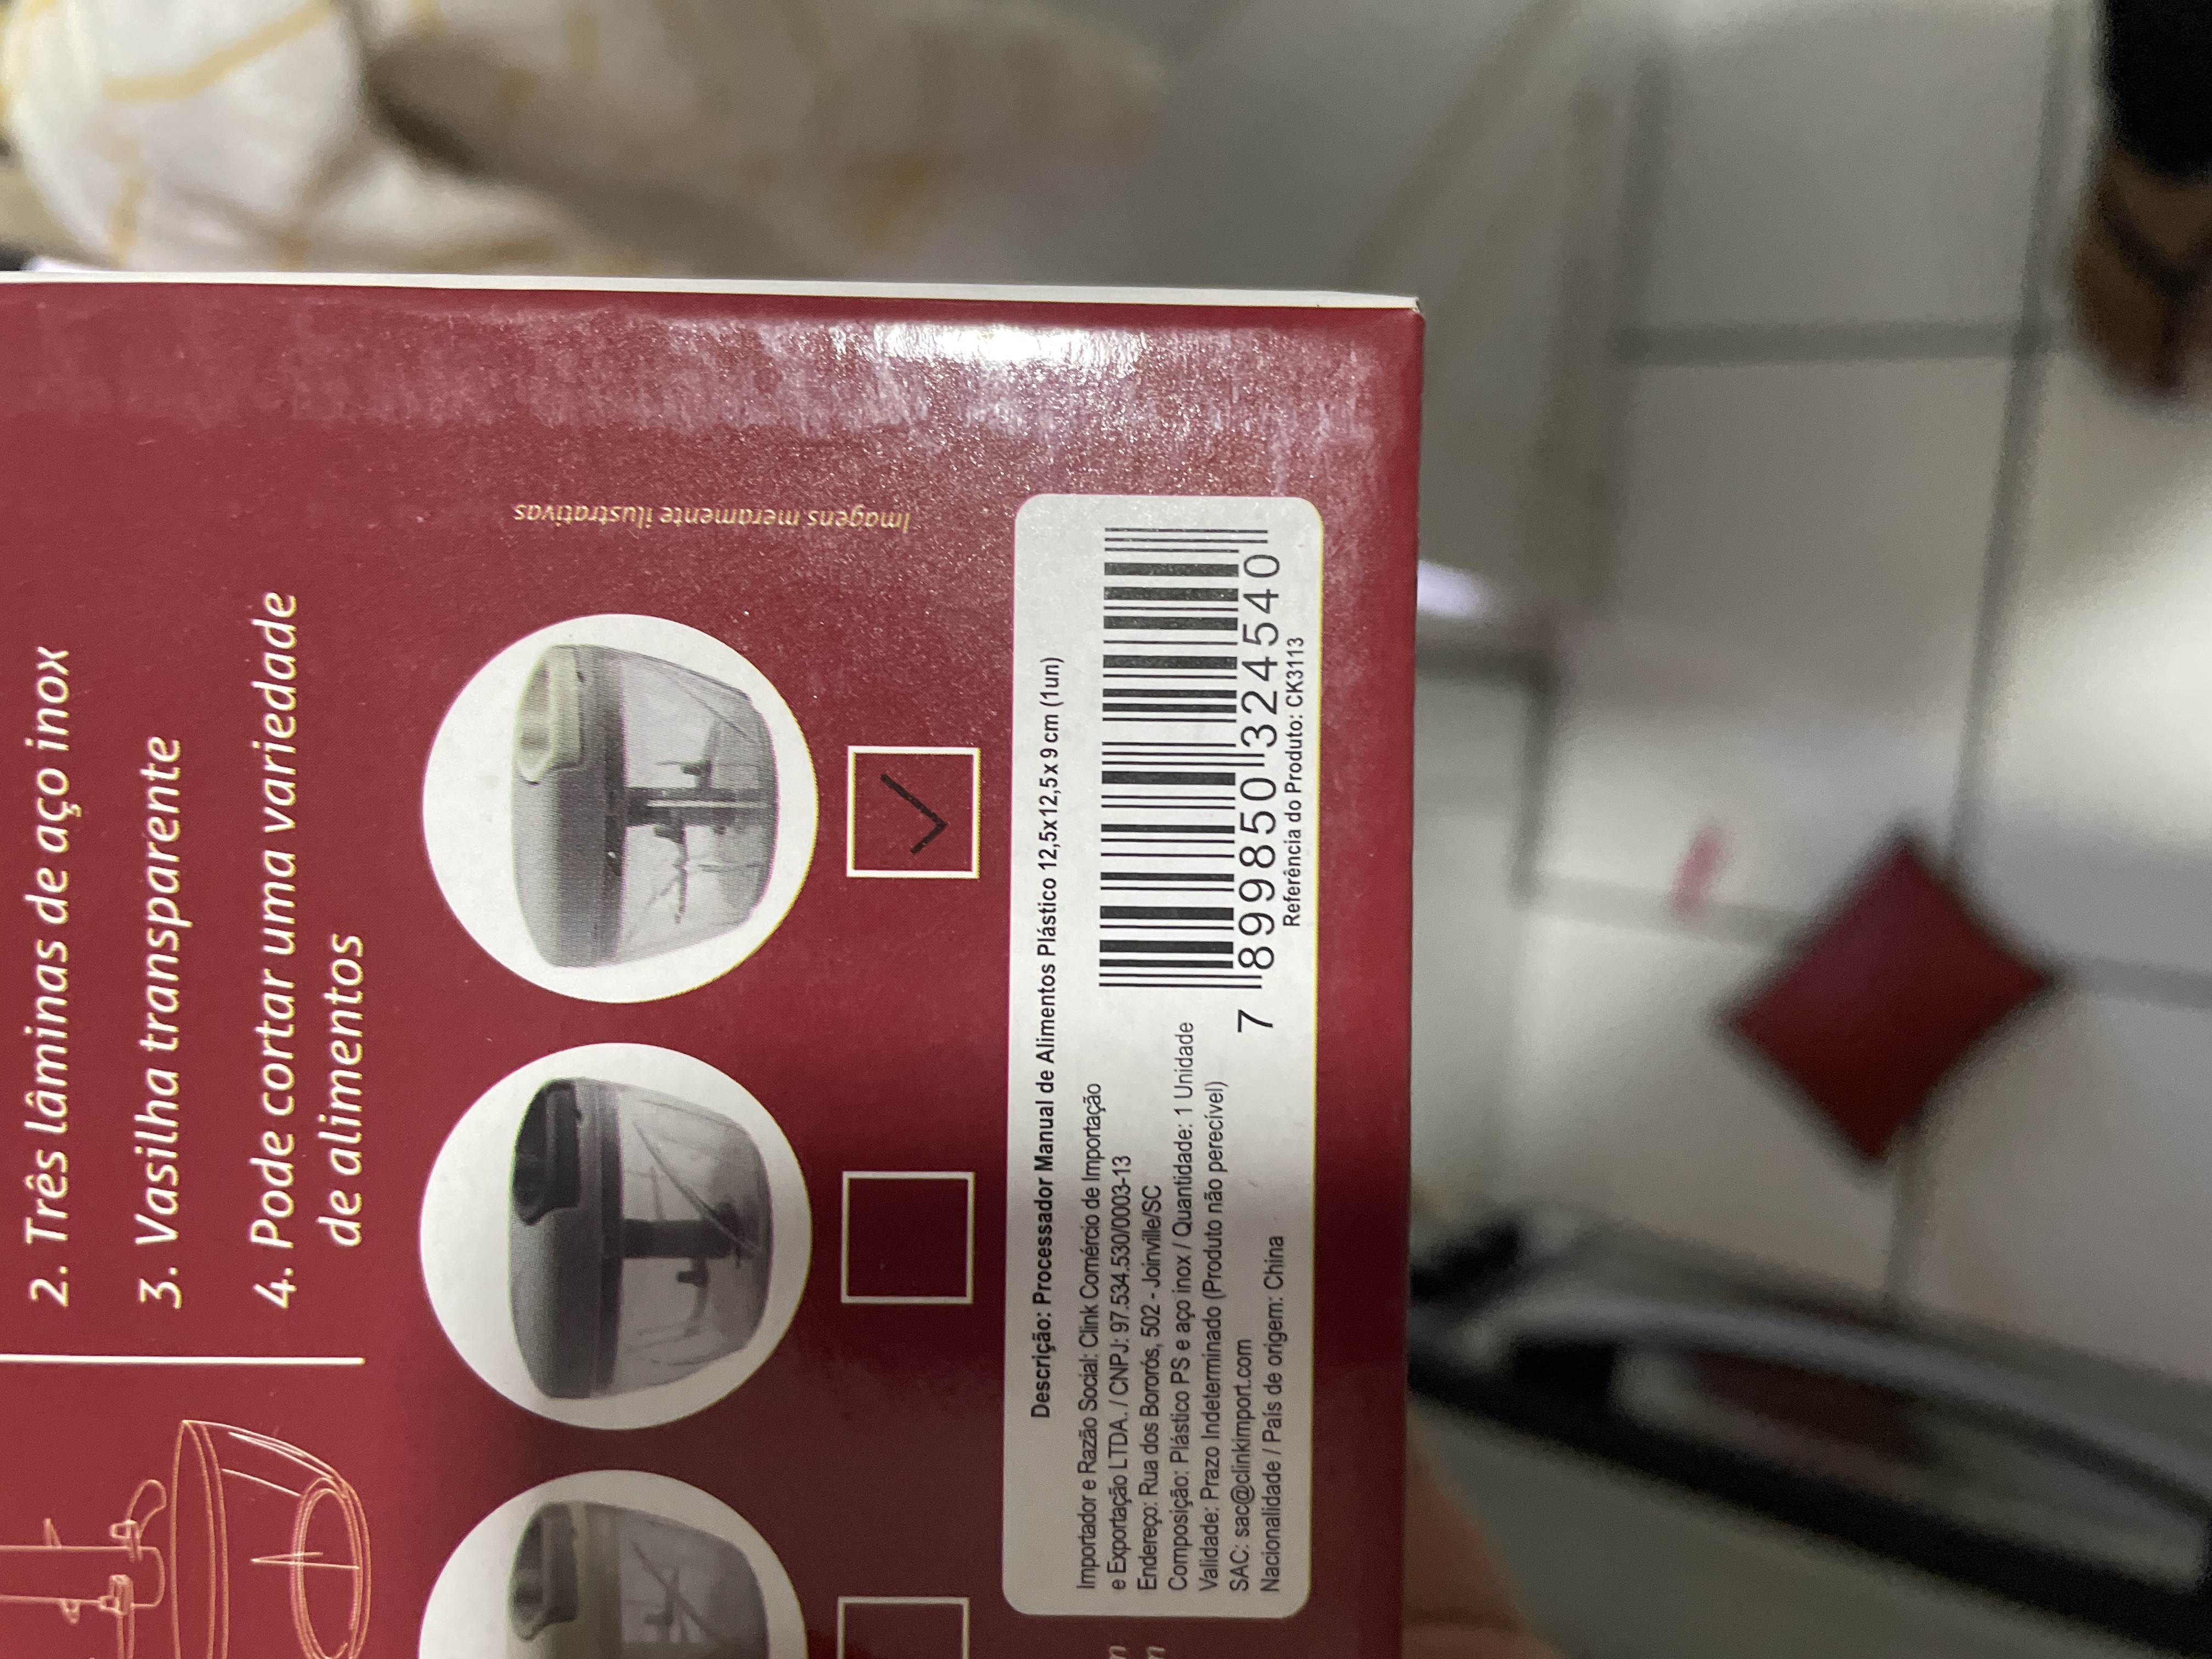 2. Três lâminas de aço inox
3. Vasilha transparente
4. Pode cortar uma variedade
de alimentos
Imagens meramente ilustrativas
Descrição: Processador Manual de Alimentos Plástico 12,5x12,5x 9 cm (1un)
Importador e Razão Social: Clink Comércio de Importação
e Exportação LTDA. / CNPJ: 97.534.530/0003-13
Endereço: Rua dos Bororós, 502 - Joinville/SC
Composição: Plástico PS e aço inox / Quantidade: 1 Unidade
Validade: Prazo Indeterminado (Produto não perecível)
SAC: sac@clinkimport.com
Nacionalidade / País de origem: China
7 899850 324540
Referência do Produto: CK3113